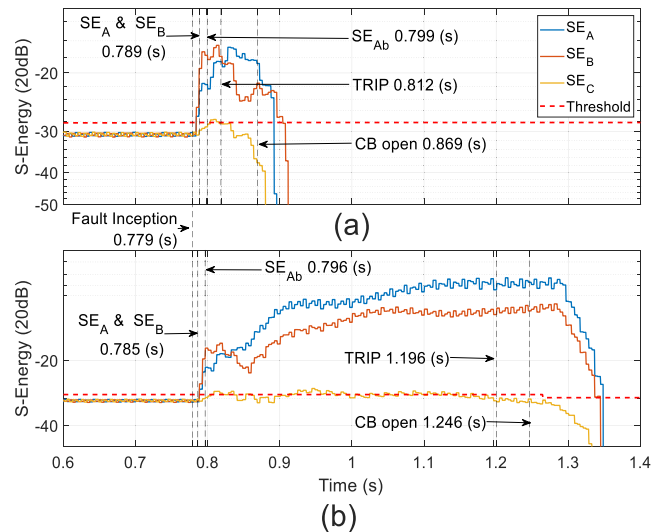 SE_A & SE_B
0.789 (s)
SE_Ab 0.799 (s)
TRIP 0.812 (s)
CB open 0.869 (s)
SE_A
SE_B
SE_C
Threshold
S-Energy (20dB)
-20
-30
-40
-50
(a)
Fault Inception
0.779 (s)
SE_Ab 0.796 (s)
SE_A & SE_B
0.785 (s)
TRIP 1.196 (s)
CB open 1.246 (s)
S-Energy (20dB)
-20
-40
0.6 0.7 0.8 0.9 1 1.1 1.2 1.3 1.4
Time (s)
(b)